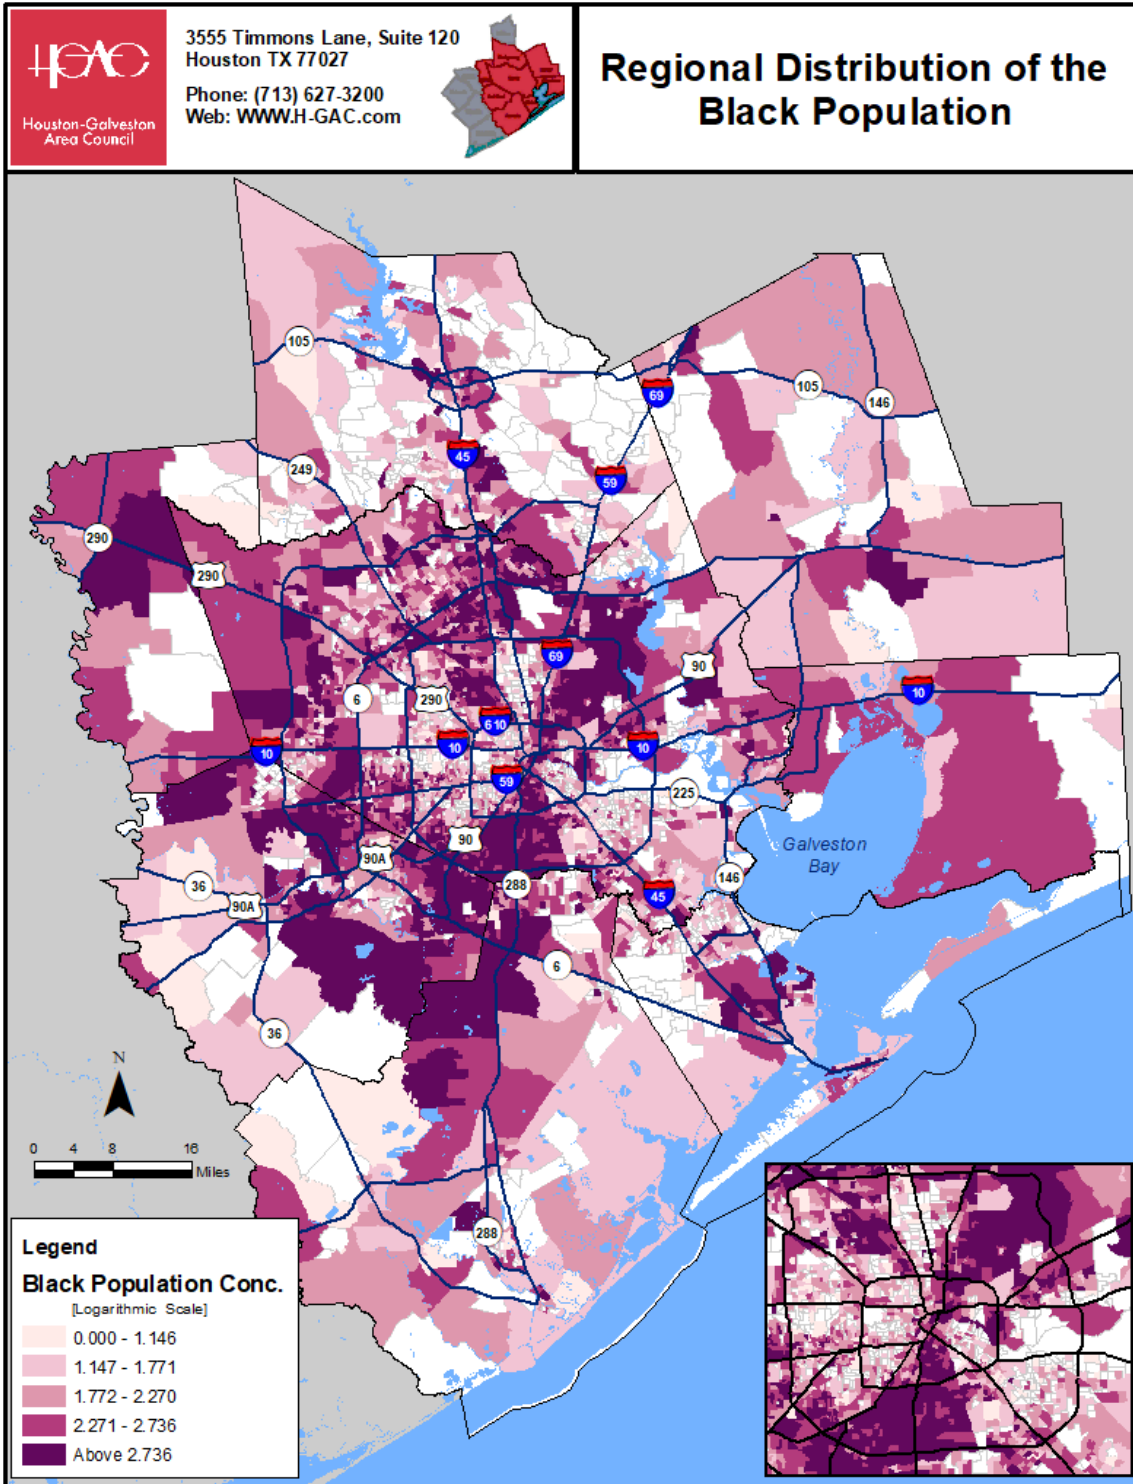 HGAC
Houston-Galveston
Area Council
3555 Timmons Lane, Suite 120
Houston TX 77027
Phone: (713) 627-3200
Web: WWW.H-GAC.com
Regional Distribution of the
Black Population
105
69
105
146
45
249
59
290
290
69
90
6
290
10
610
10
10
10
59
225
90
Galveston
Bay
90A
36
288
146
45
90A
6
36
N
0 4 8 16
Miles
288
Legend
Black Population Conc.
[Logarithmic Scale]
0.000 - 1.146
1.147 - 1.771
1.772 - 2.270
2.271 - 2.736
Above 2.736